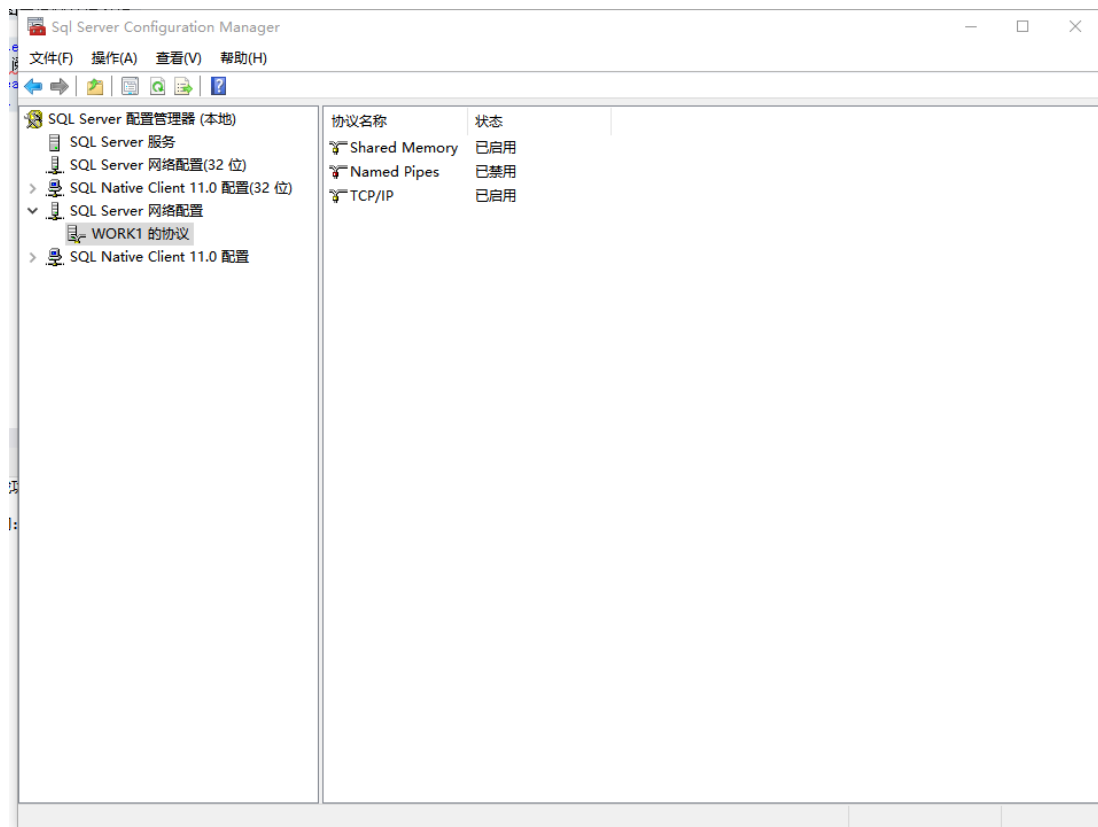 Sql Server Configuration Manager
文件(F) 操作(A) 查看(V) 帮助(H)
SQL Server 配置管理器 (本地)
SQL Server 服务
SQL Server 网络配置(32 位)
SQL Native Client 11.0 配置(32 位)
SQL Server 网络配置
WORK1 的协议
SQL Native Client 11.0 配置
协议名称 状态
Shared Memory 已启用
Named Pipes 已禁用
TCP/IP 已启用